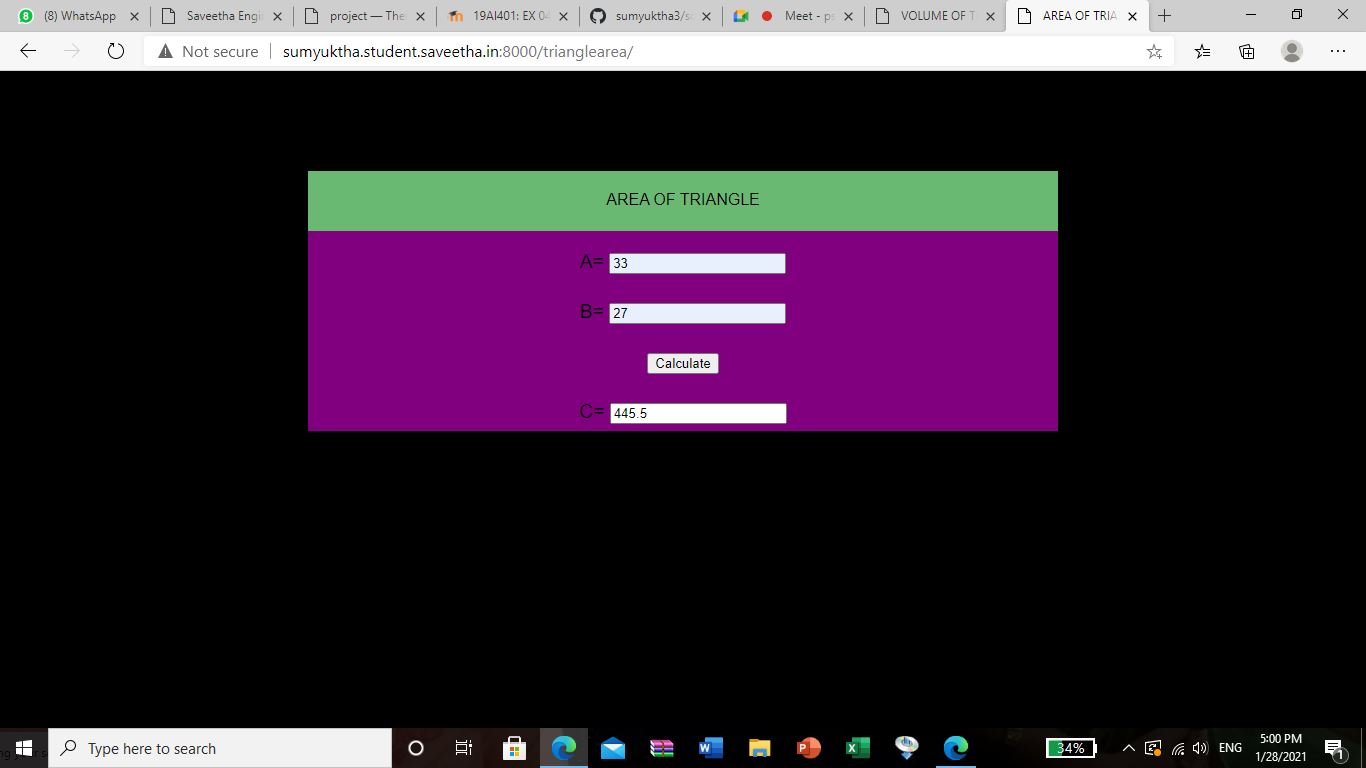 (8) WhatsApp
Saveetha Engi
project — The
19AI401: EX 04
sumyuktha3/s
Meet - ps
VOLUME OF T
AREA OF TRIA
Not secure
sumyuktha.student.saveetha.in:8000/trianglearea/
AREA OF TRIANGLE
A= 33
B= 27
Calculate
C= 445.5
Type here to search
34%
ENG
5:00 PM
1/28/2021
1